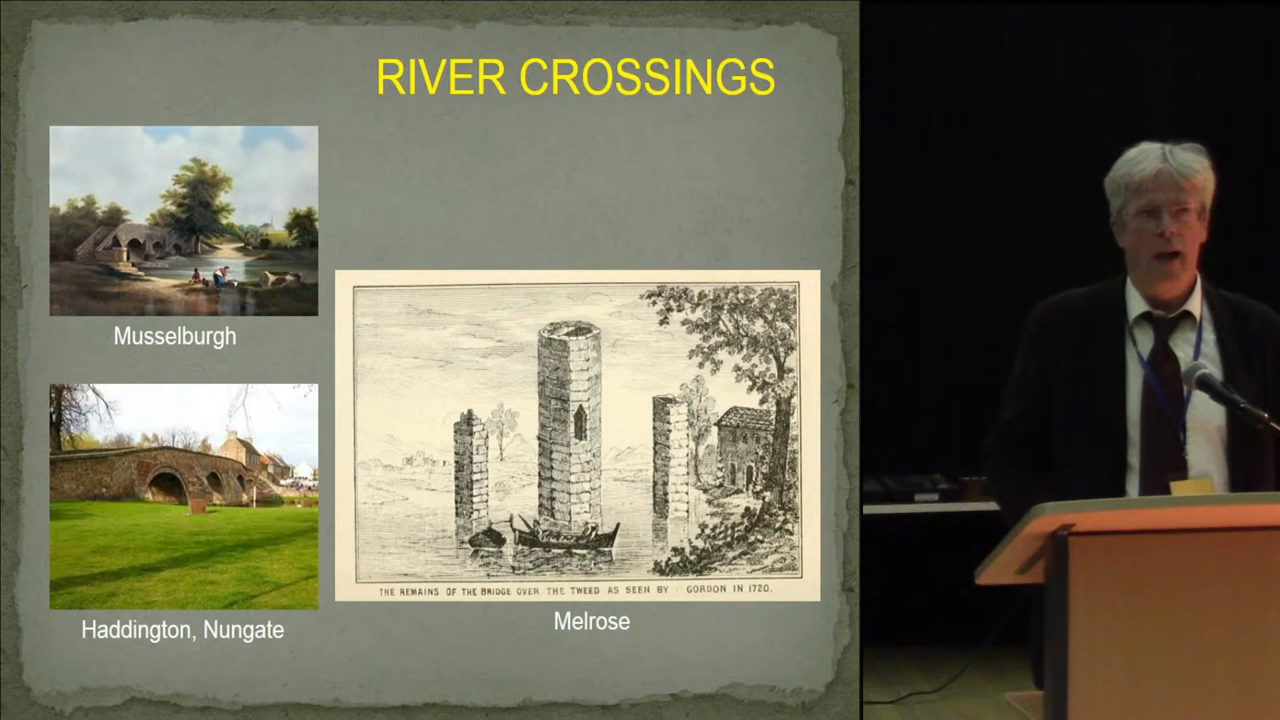 RIVER CROSSINGS
Musselburgh
THE REMAINS OF THE BRIDGE OVER THE TWEED AS SEEN BY GORDON IN 1720.
Haddington, Nungate
Melrose